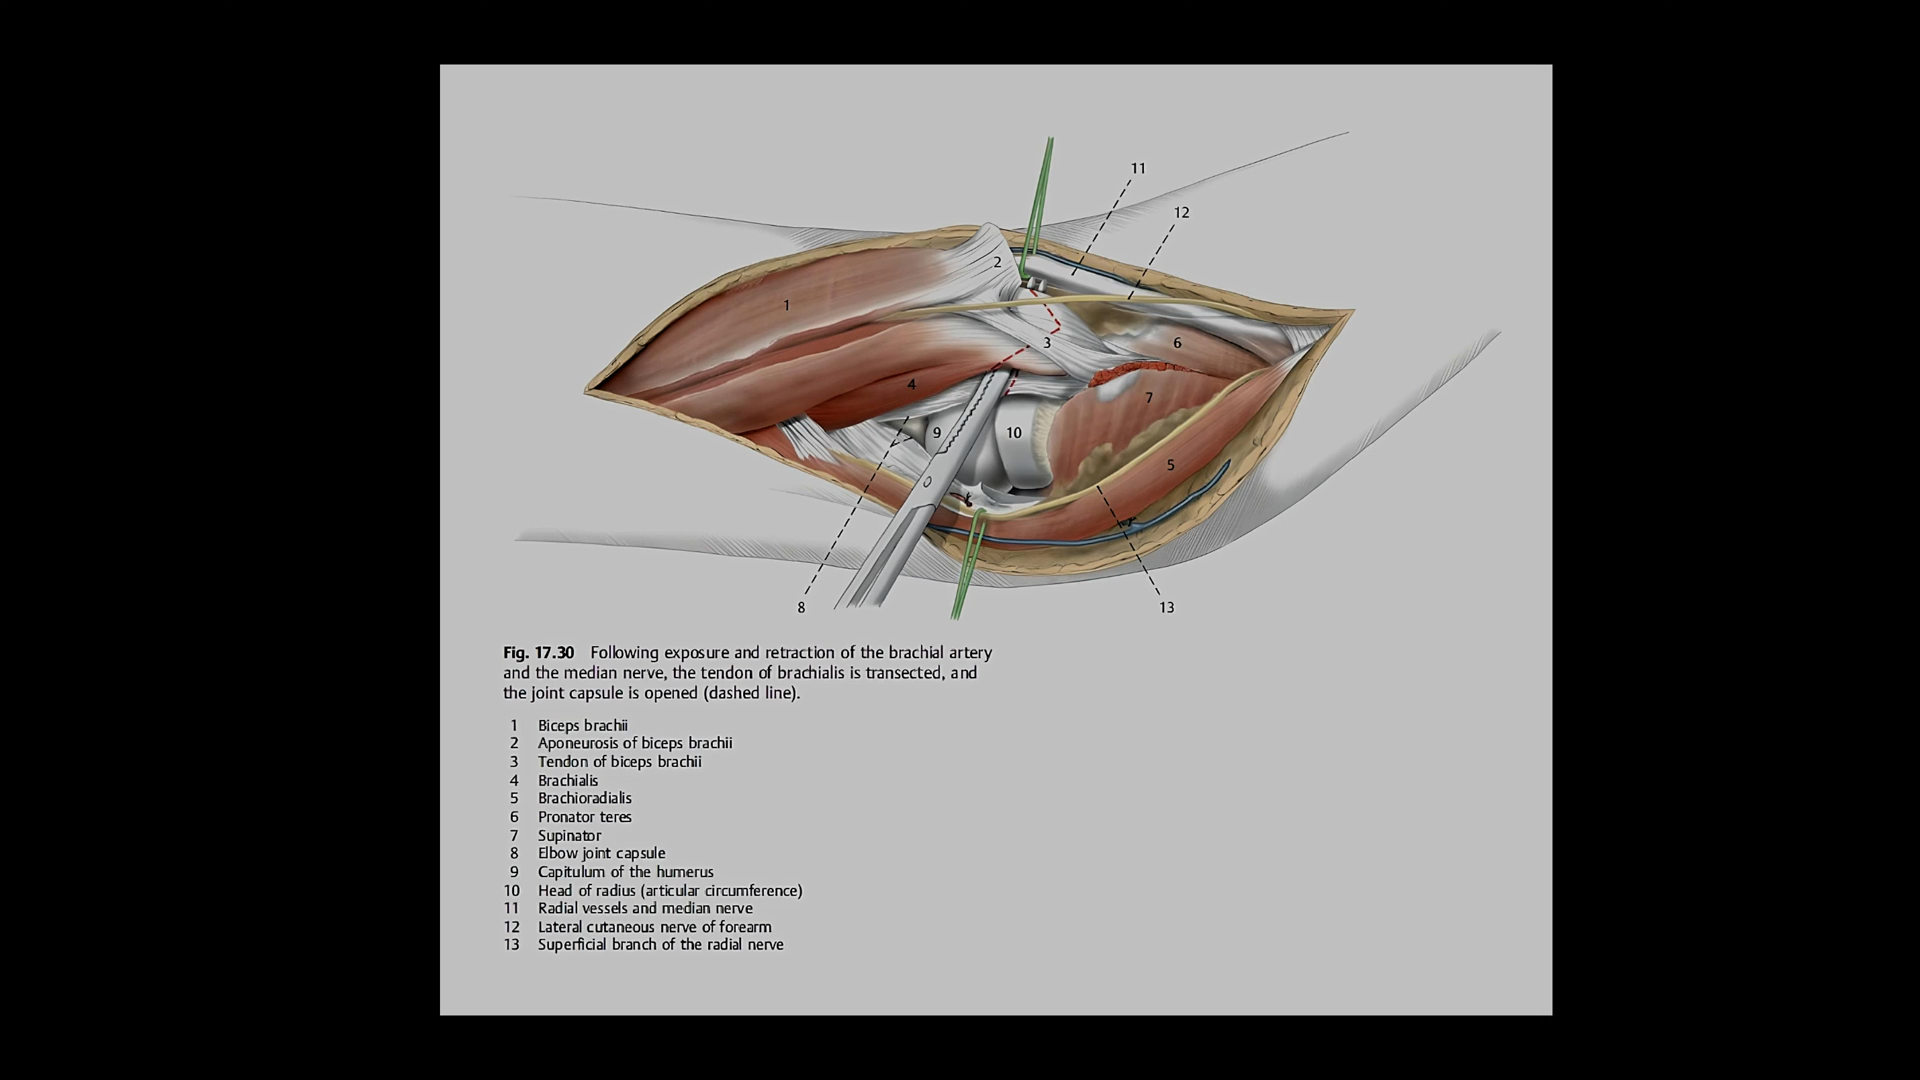 11
12
2
1
3
6
4
7
9
10
5
8
13
Fig. 17.30 Following exposure and retraction of the brachial artery
and the median nerve, the tendon of brachialis is transected, and
the joint capsule is opened (dashed line).
1 Biceps brachii
2 Aponeurosis of biceps brachii
3 Tendon of biceps brachii
4 Brachialis
5 Brachioradialis
6 Pronator teres
7 Supinator
8 Elbow joint capsule
9 Capitulum of the humerus
10 Head of radius (articular circumference)
11 Radial vessels and median nerve
12 Lateral cutaneous nerve of forearm
13 Superficial branch of the radial nerve